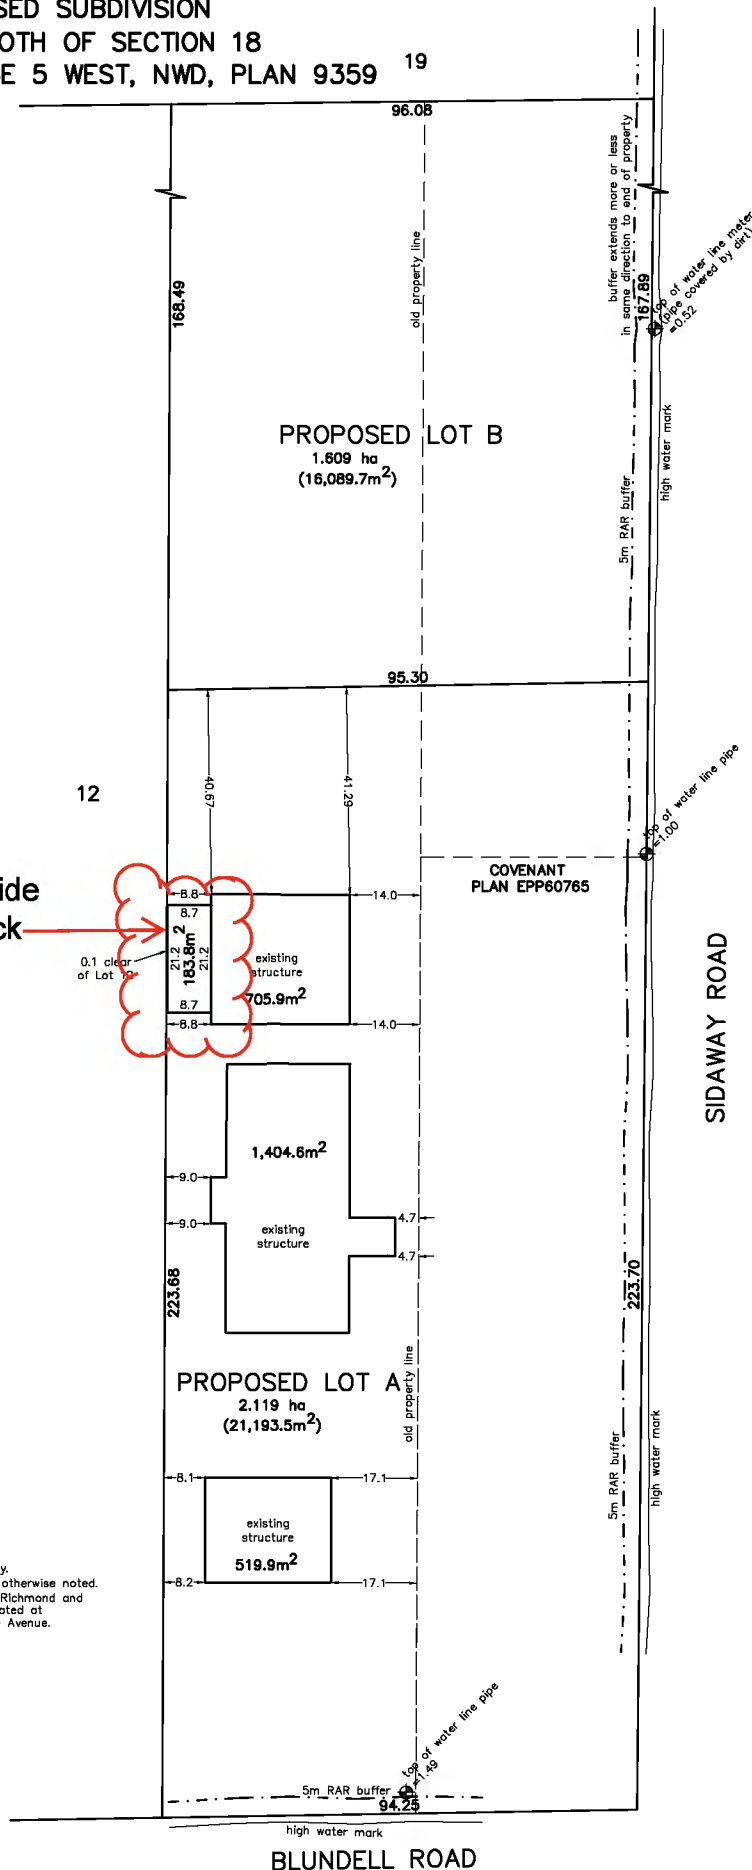 SED SUBDIVISION
OTH OF SECTION 18
E 5 WEST, NWD, PLAN 9359
19
96.08
buffer extends more or less
in same direction to end of property
old property line
168.49
167.89
top of water line meter
(pipe covered by dirt)
=0.52
PROPOSED LOT B
1.609 ha
(16,089.7m²)
high water mark
5m RAR buffer
95.30
12
40.67
41.29
top of water line pipe
=1.00
COVENANT
PLAN EPP60765
ide
ck
8.8
8.7
14.0
0.1 clear
of Lot 12
21.2
183.8m²
21.2
existing
structure
705.9m²
8.7
8.8
14.0
SIDAWAY ROAD
1,404.6m²
9.0
9.0
4.7
4.7
existing
structure
223.68
223.70
PROPOSED LOT A
2.119 ha
(21,193.5m²)
old property line
5m RAR buffer
high water mark
8.1
17.1
existing
structure
519.9m²
8.2
17.1
y.
otherwise noted.
Richmond and
ated at
Avenue.
top of water line pipe
=1.49
5m RAR buffer
94.25
high water mark
BLUNDELL ROAD